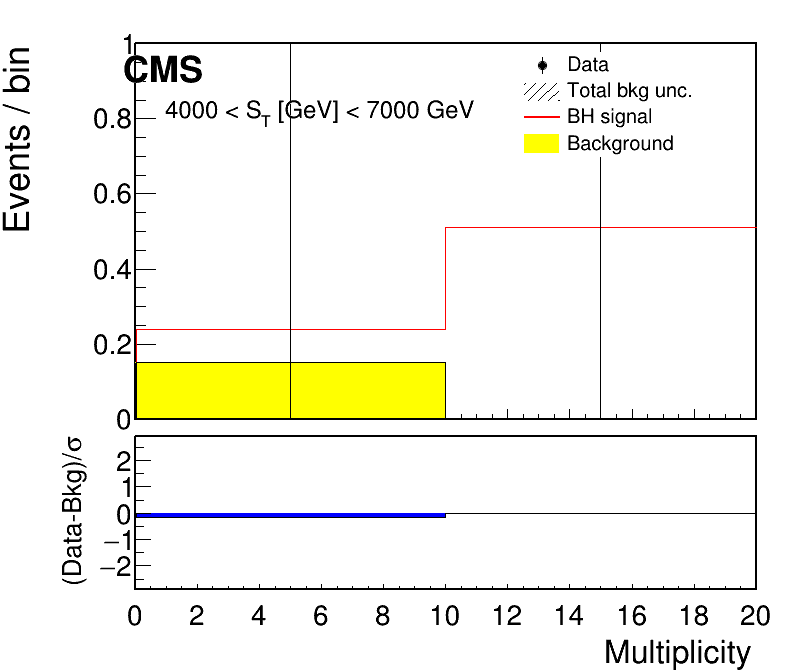 Events / bin
1
0.8
0.6
0.4
0.2
0
CMS
4000 < S_T [GeV] < 7000 GeV
Data
Total bkg unc.
BH signal
Background
(Data-Bkg)/σ
2
1
0
−1
−2
0 2 4 6 8 10 12 14 16 18 20
Multiplicity